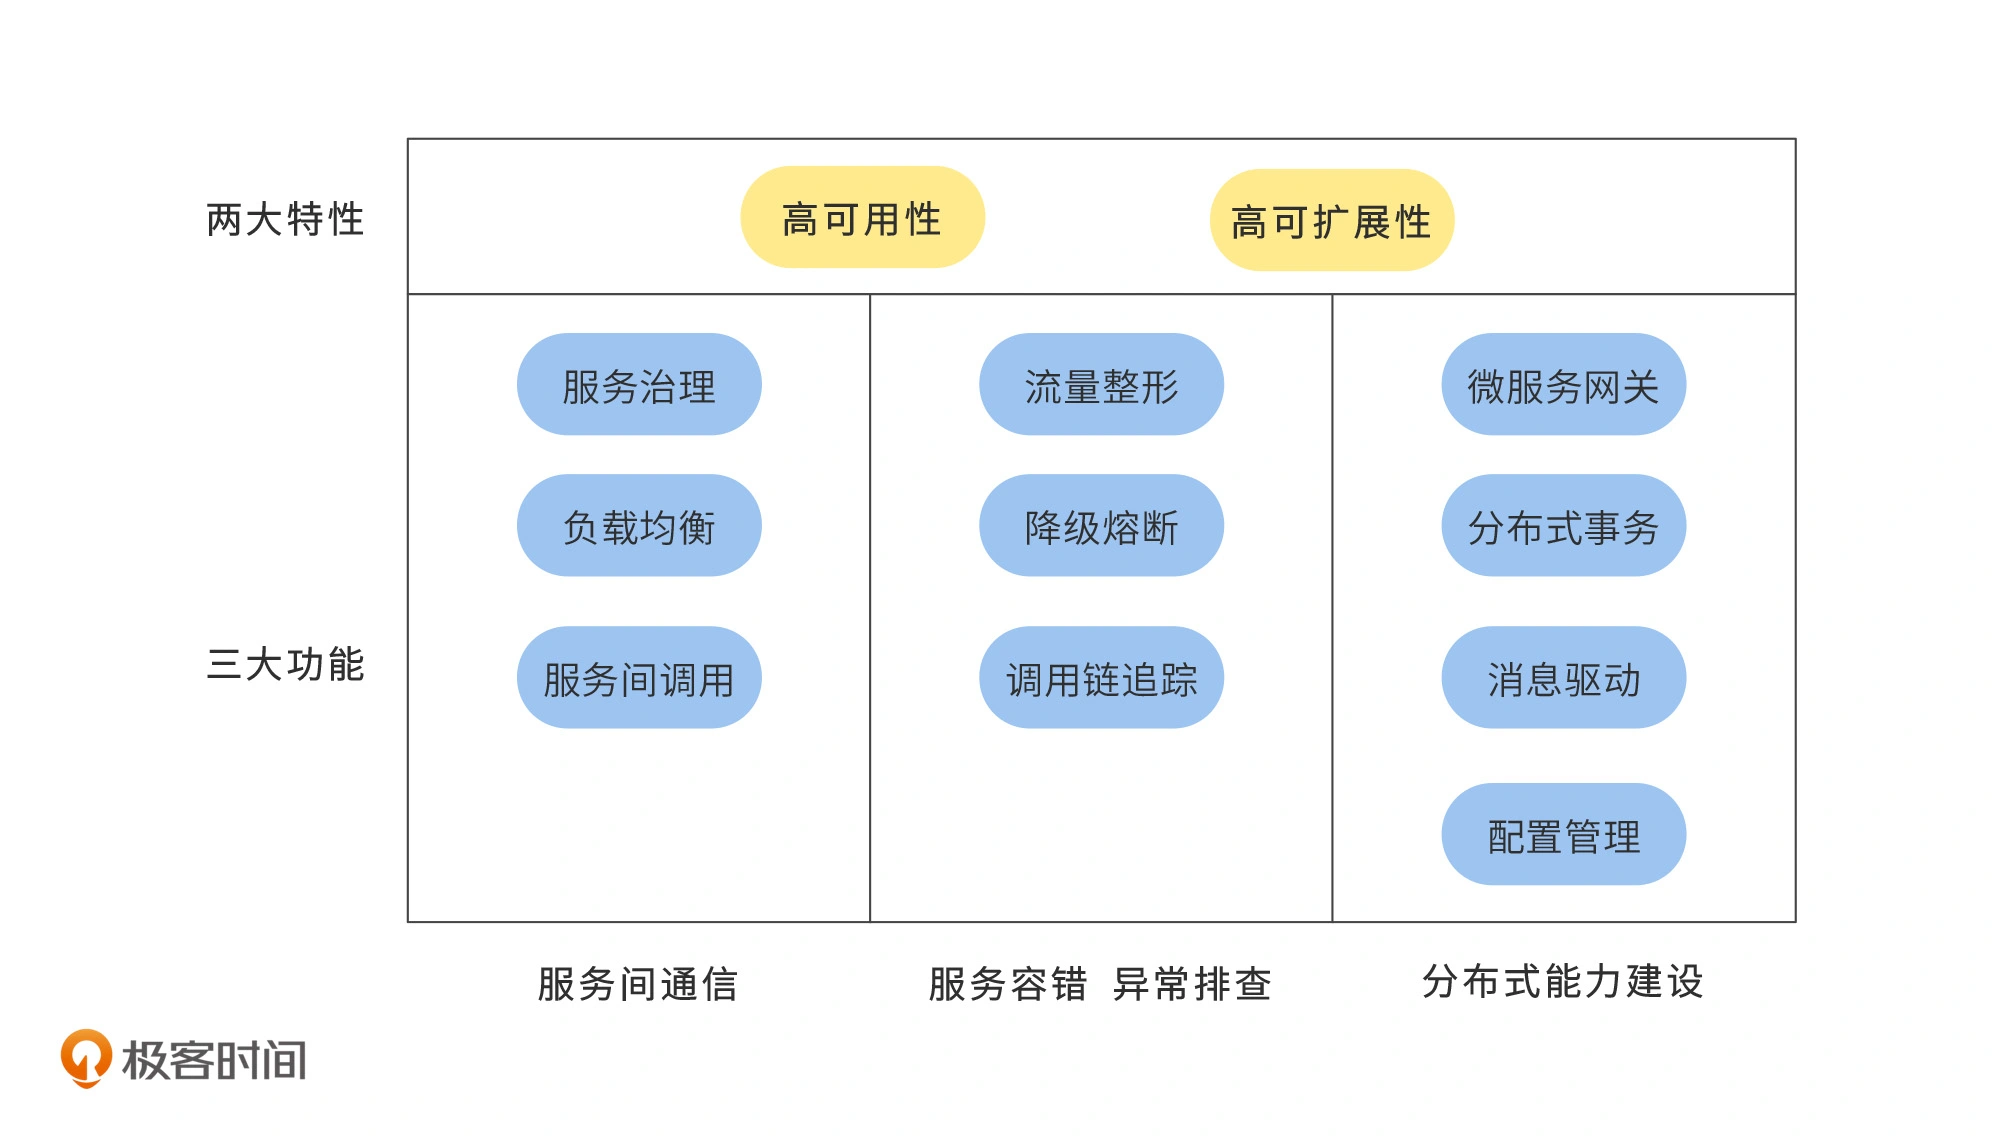 两大特性
高可用性
高可扩展性
三大功能
服务治理
流量整形
微服务网关
负载均衡
降级熔断
分布式事务
服务间调用
调用链追踪
消息驱动
配置管理
服务间通信
服务容错 异常排查
分布式能力建设
极客时间